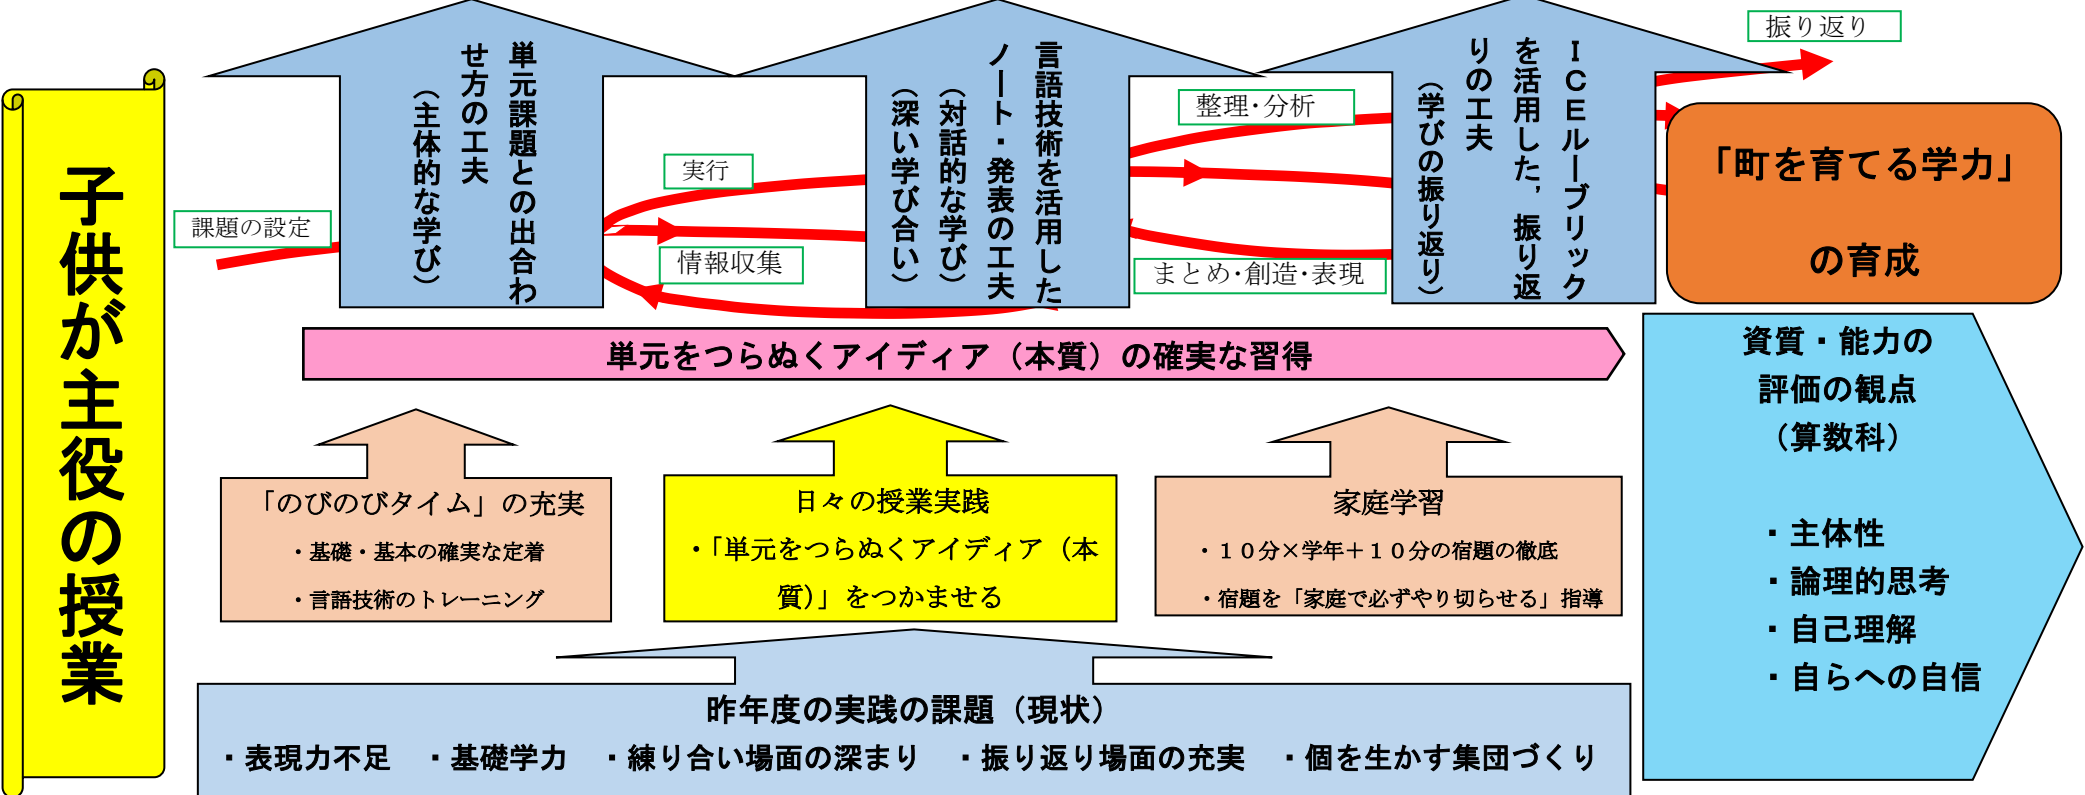 子供が主役の授業
課題の設定
単元課題との出合わ
せ方の工夫
（主体的な学び）
実行
情報収集
言語技術を活用した
ノート・発表の工夫
（対話的な学び）
（深い学び合い）
整理・分析
まとめ・創造・表現
ＩＣＥルーブリック
を活用した，振り返
りの工夫
（学びの振り返り）
振り返り
「町を育てる学力」
の育成
単元をつらぬくアイディア（本質）の確実な習得
「のびのびタイム」の充実
・基礎・基本の確実な定着
・言語技術のトレーニング
日々の授業実践
・「単元をつらぬくアイディア（本
質）」をつかませる
家庭学習
・１０分×学年＋１０分の宿題の徹底
・宿題を「家庭で必ずやり切らせる」指導
資質・能力の
評価の観点
（算数科）
・主体性
・論理的思考
・自己理解
・自らへの自信
昨年度の実践の課題（現状）
・表現力不足　・基礎学力　・練り合い場面の深まり　・振り返り場面の充実　・個を生かす集団づくり